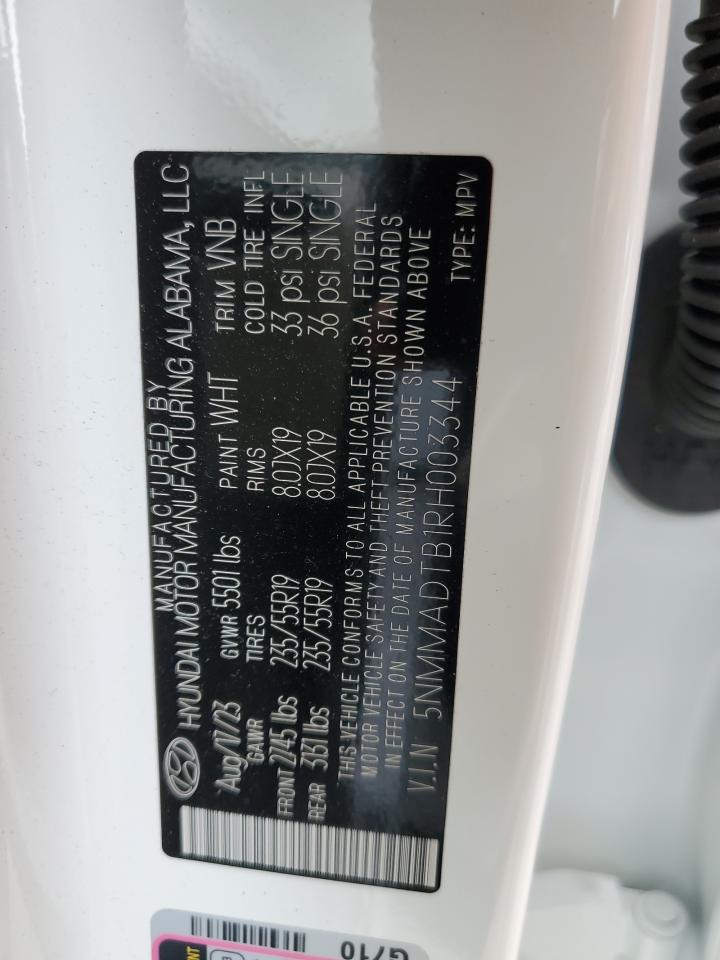 MANUFACTURED BY
HYUNDAI MOTOR MANUFACTURING ALABAMA, LLC
Aug/17/23 GVWR 5501 lbs PAINT WHT TRIM VNB
GAWR TIRES RIMS COLD TIRE INFL
FRONT 2745 lbs 235/55R19 8.0JX19 33 psi SINGLE
REAR 3131 lbs 235/55R19 8.0JX19 36 psi SINGLE
THIS VEHICLE CONFORMS TO ALL APPLICABLE U.S.A. FEDERAL
MOTOR VEHICLE SAFETY AND THEFT PREVENTION STANDARDS
IN EFFECT ON THE DATE OF MANUFACTURE SHOWN ABOVE
V.I.N 5NMMADTB1RH003344 TYPE: MPV
G710